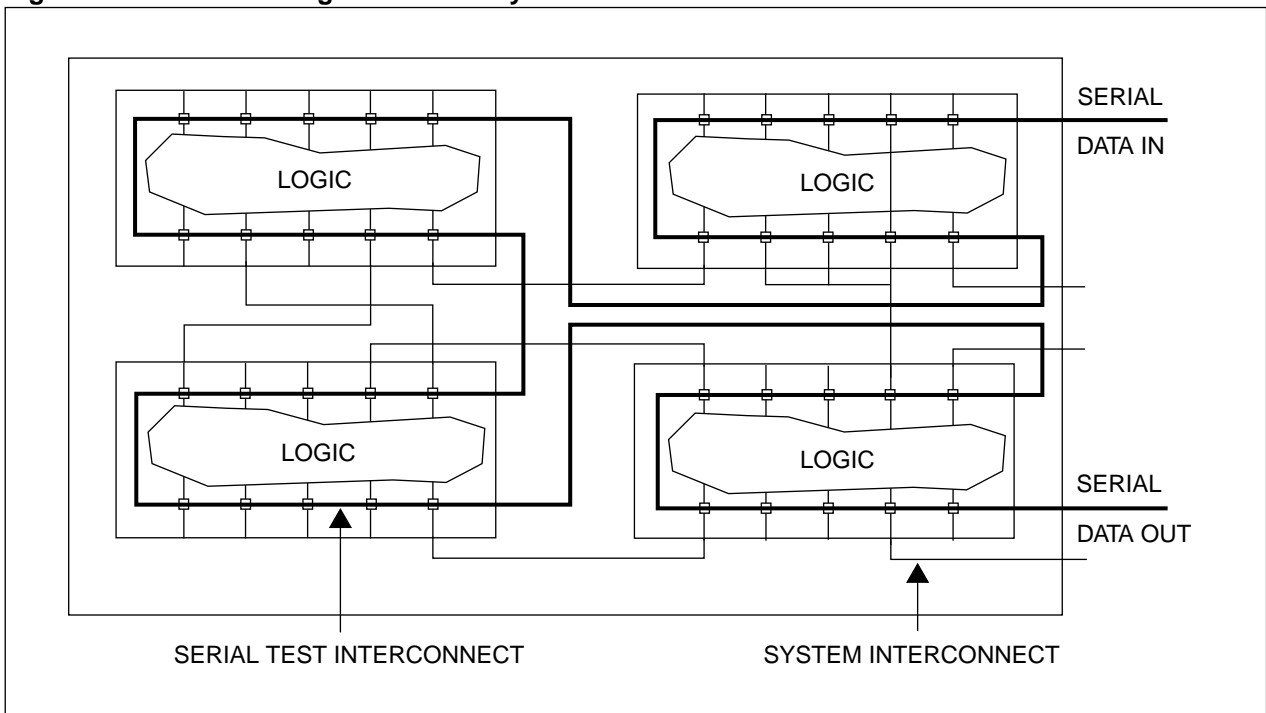 SERIAL
DATA IN
LOGIC
LOGIC
LOGIC
LOGIC
SERIAL
DATA OUT
SERIAL TEST INTERCONNECT
SYSTEM INTERCONNECT